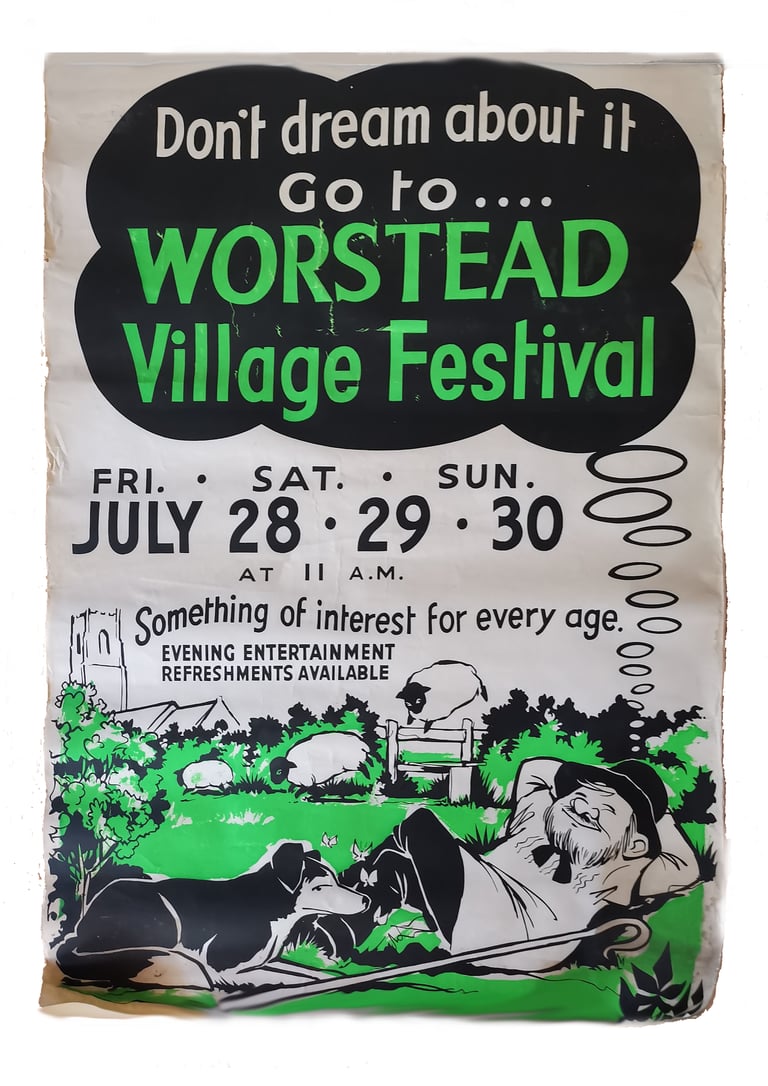 Don't dream about it
Go to ....
WORSTEAD
Village Festival
FRI. • SAT. • SUN.
JULY 28 • 29 • 30
AT 11 A.M.
Something of interest for every age.
EVENING ENTERTAINMENT
REFRESHMENTS AVAILABLE